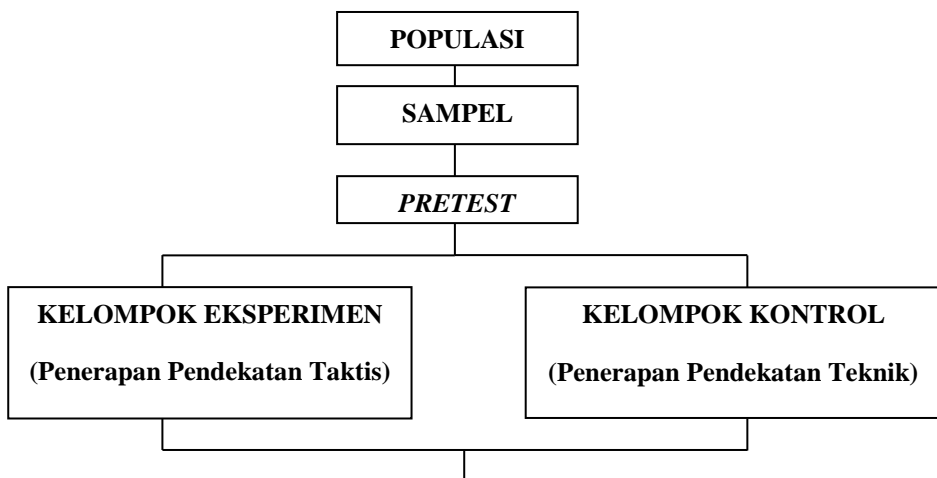 POPULASI
SAMPEL
PRETEST
KELOMPOK EKSPERIMEN
(Penerapan Pendekatan Taktis)
KELOMPOK KONTROL
(Penerapan Pendekatan Teknik)